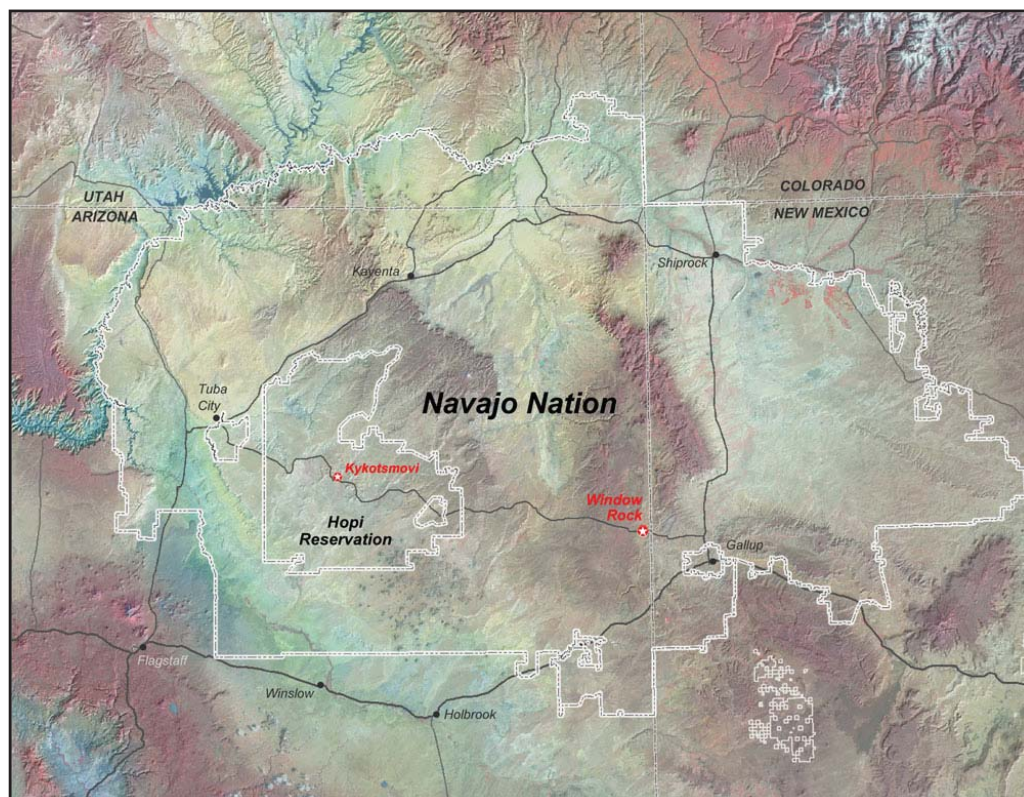 UTAH
ARIZONA
COLORADO
NEW MEXICO
Kayenta
Shiprock
Tuba
City
Navajo Nation
Kykotsmovi
Window
Rock
Hopi
Reservation
Gallup
Flagstaff
Winslow
Holbrook